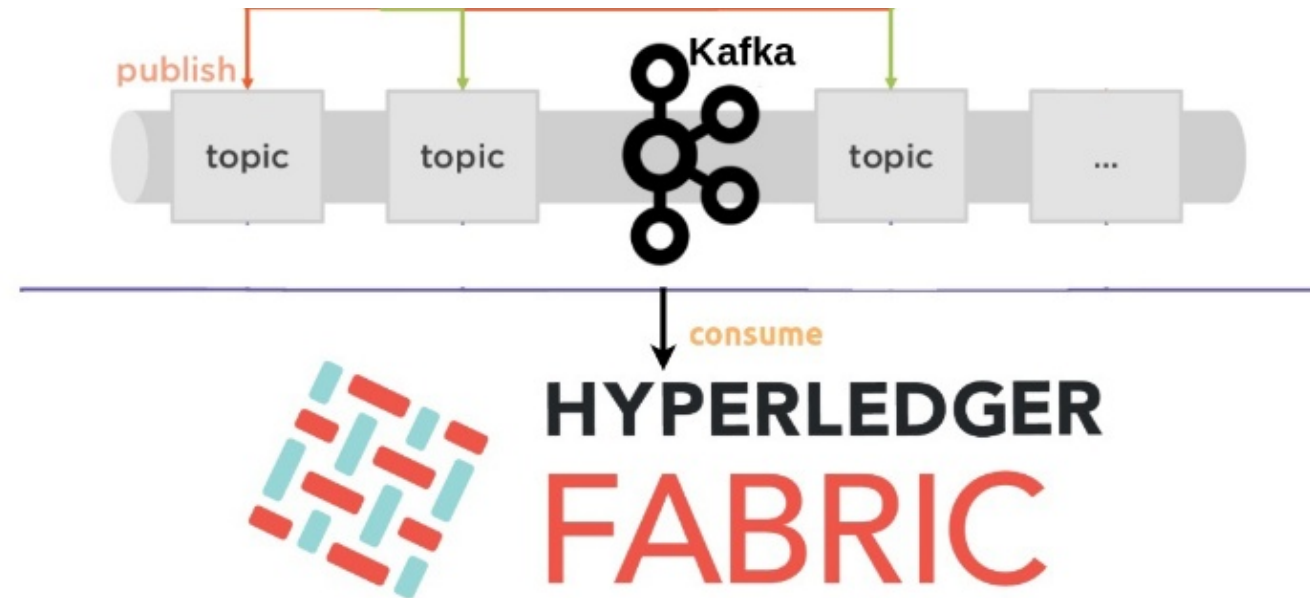 Kafka
publish
topic
topic
topic
...
consume
HYPERLEDGER
FABRIC